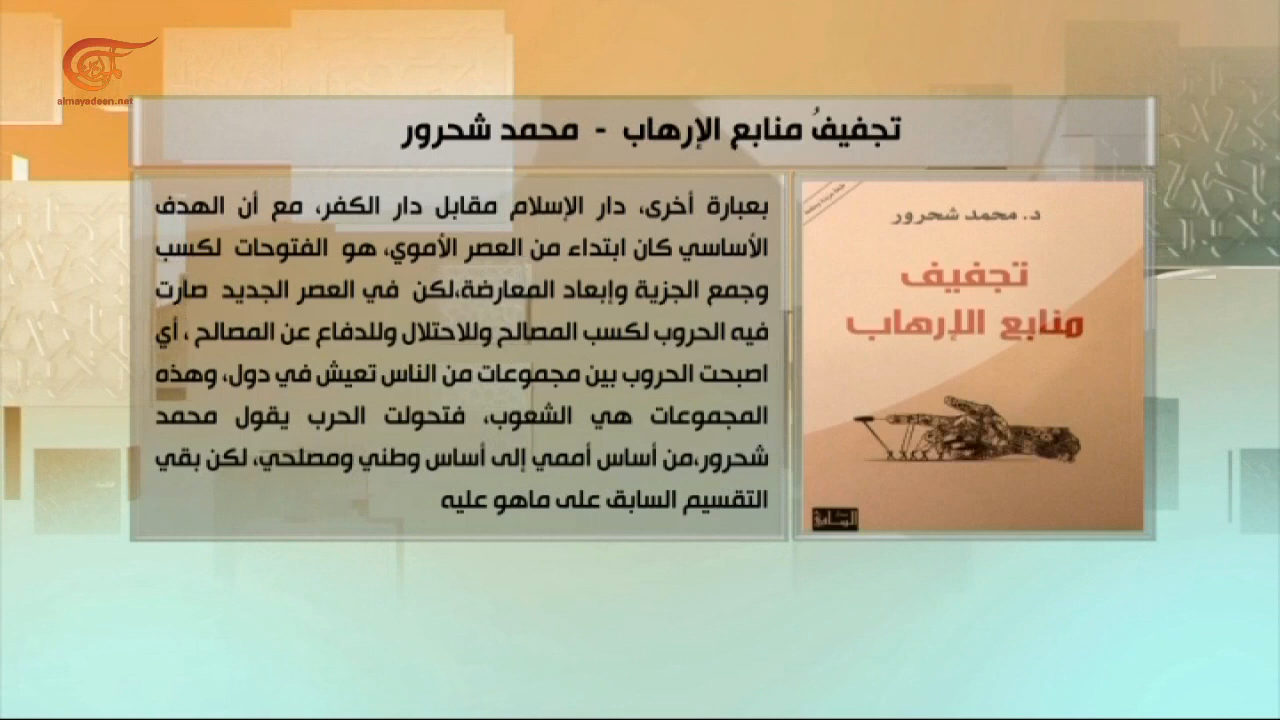 almayadeen.net
تجفيفُ منابع الإرهاب - محمد شحرور
بعبارة أخرى، دار الإسلام مقابل دار الكفر، مع أن الهدف
الأساسي كان ابتداء من العصر الأموي، هو الفتوحات لكسب
وجمع الجزية وإبعاد المعارضة،لكن في العصر الجديد صارت
فيه الحروب لكسب المصالح وللاحتلال وللدفاع عن المصالح ، أي
اصبحت الحروب بين مجموعات من الناس تعيش في دول، وهذه
المجموعات هي الشعوب، فتحولت الحرب يقول محمد
شحرور،من أساس أممي إلى أساس وطني ومصلحي، لكن بقي
التقسيم السابق على ماهو عليه
د. محمد شحرور
تجفيف
منابع الإرهاب
الساقي